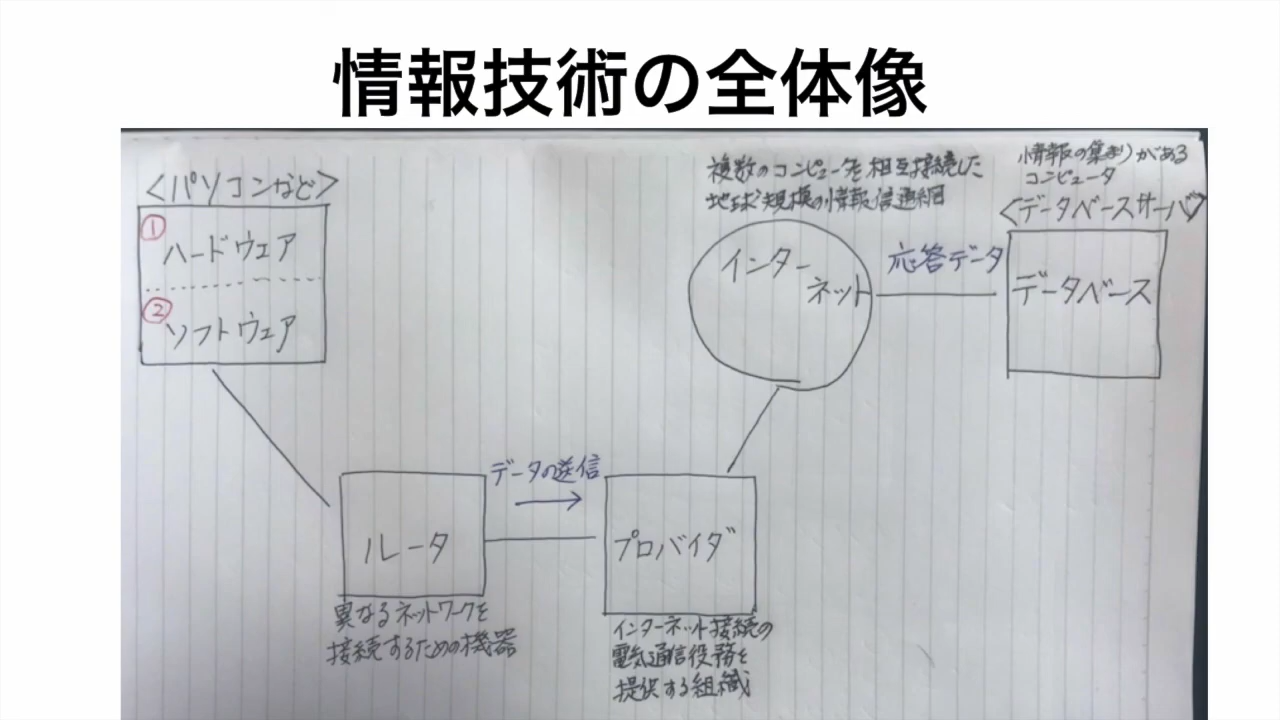 情報技術の全体像
<パソコンなど>
①
ハードウェア
②
ソフトウェア
ルータ
異なるネットワークを
接続するための機器
データの送信
プロバイダ
インターネット接続の
電気通信役務を
提供する組織
複数のコンピュータを相互接続した
地球規模の情報通信網
インター
ネット
応答データ
情報の集まりがある
コンピュータ
<データベースサーバ>
データベース